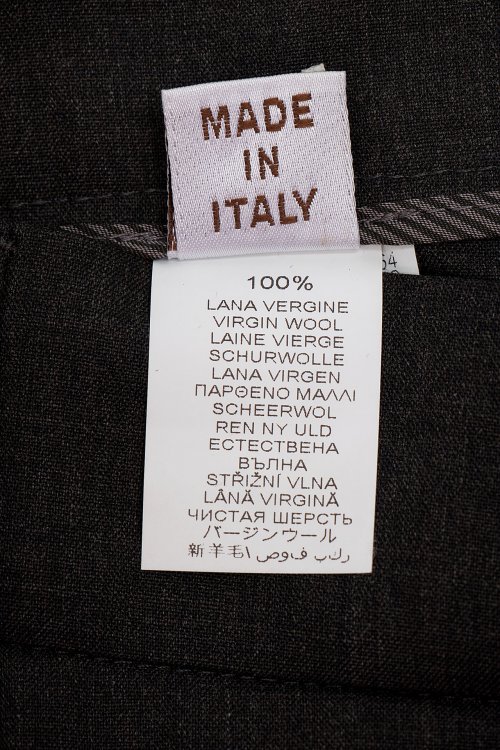 MADE
IN
ITALY
54
100%
LANA VERGINE
VIRGIN WOOL
LAINE VIERGE
SCHURWOLLE
LANA VIRGEN
ΠΑΡΘΕΝΟ ΜΑΛΛΙ
SCHEERWOL
REN NY ULD
ЕСТЕСТВЕНА
ВЪЛНА
STŘIŽNÍ VLNA
LÂNĂ VIRGINĂ
ЧИСТАЯ ШЕРСТЬ
バージンウール
新羊毛